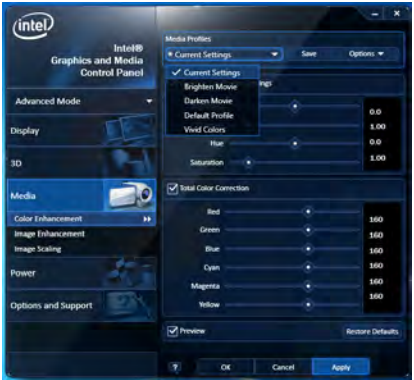 intel
Intel®
Graphics and Media
Control Panel
Advanced Mode
Display
3D
Media
Color Enhancement
Image Enhancement
Image Scaling
Power
Options and Support
Media Profiles
* Current Settings
Save
Options
✓ Current Settings
Brighten Movie
Darken Movie
Default Profile
Vivid Colors
ngs
0.0
1.00
Hue
0.0
Saturation
1.00
Total Color Correction
Red
160
Green
160
Blue
160
Cyan
160
Magenta
160
Yellow
160
Preview
Restore Defaults
?
OK
Cancel
Apply